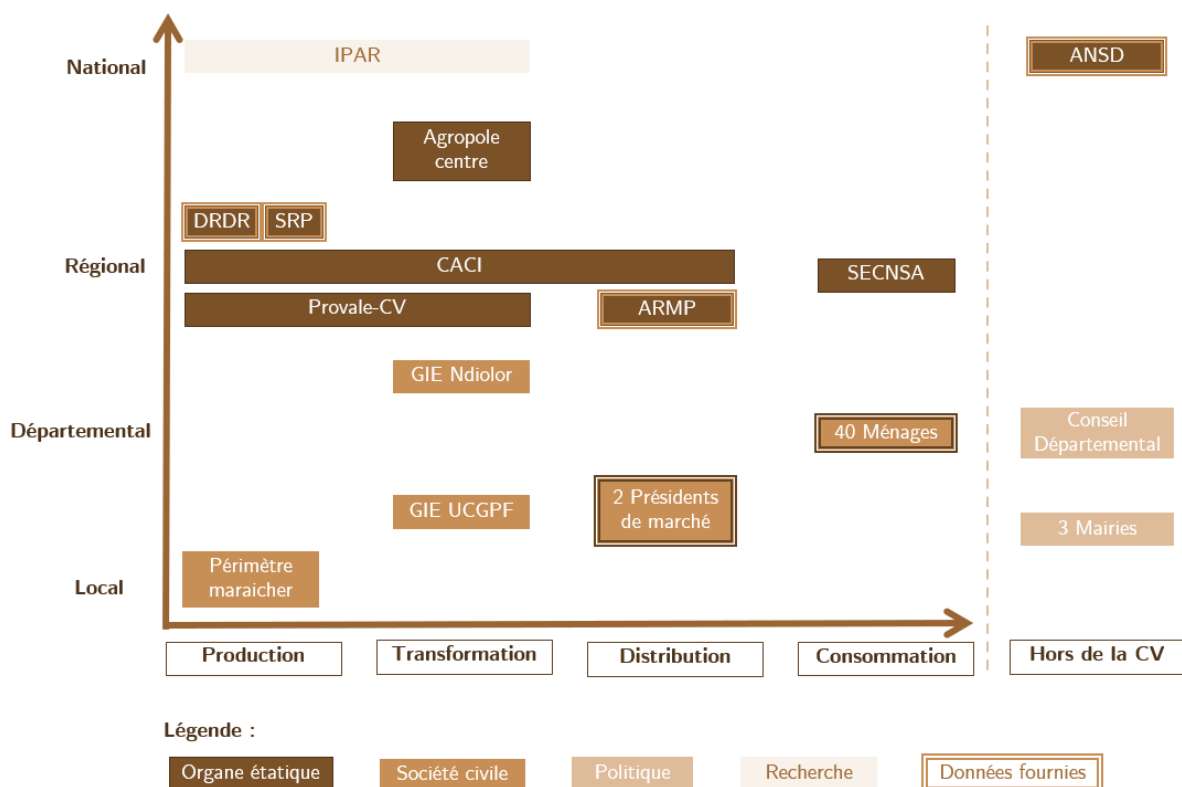 National
IPAR
ANSD
Agropole
centre
DRDR
SRP
Régional
CACI
SECNSA
Provale-CV
ARMP
GIE Ndiolor
Départemental
40 Ménages
Conseil
Départemental
GIE UCGPF
2 Présidents
de marché
3 Mairies
Local
Périmètre
maraicher
Production
Transformation
Distribution
Consommation
Hors de la CV
Légende :
Organe étatique
Société civile
Politique
Recherche
Données fournies